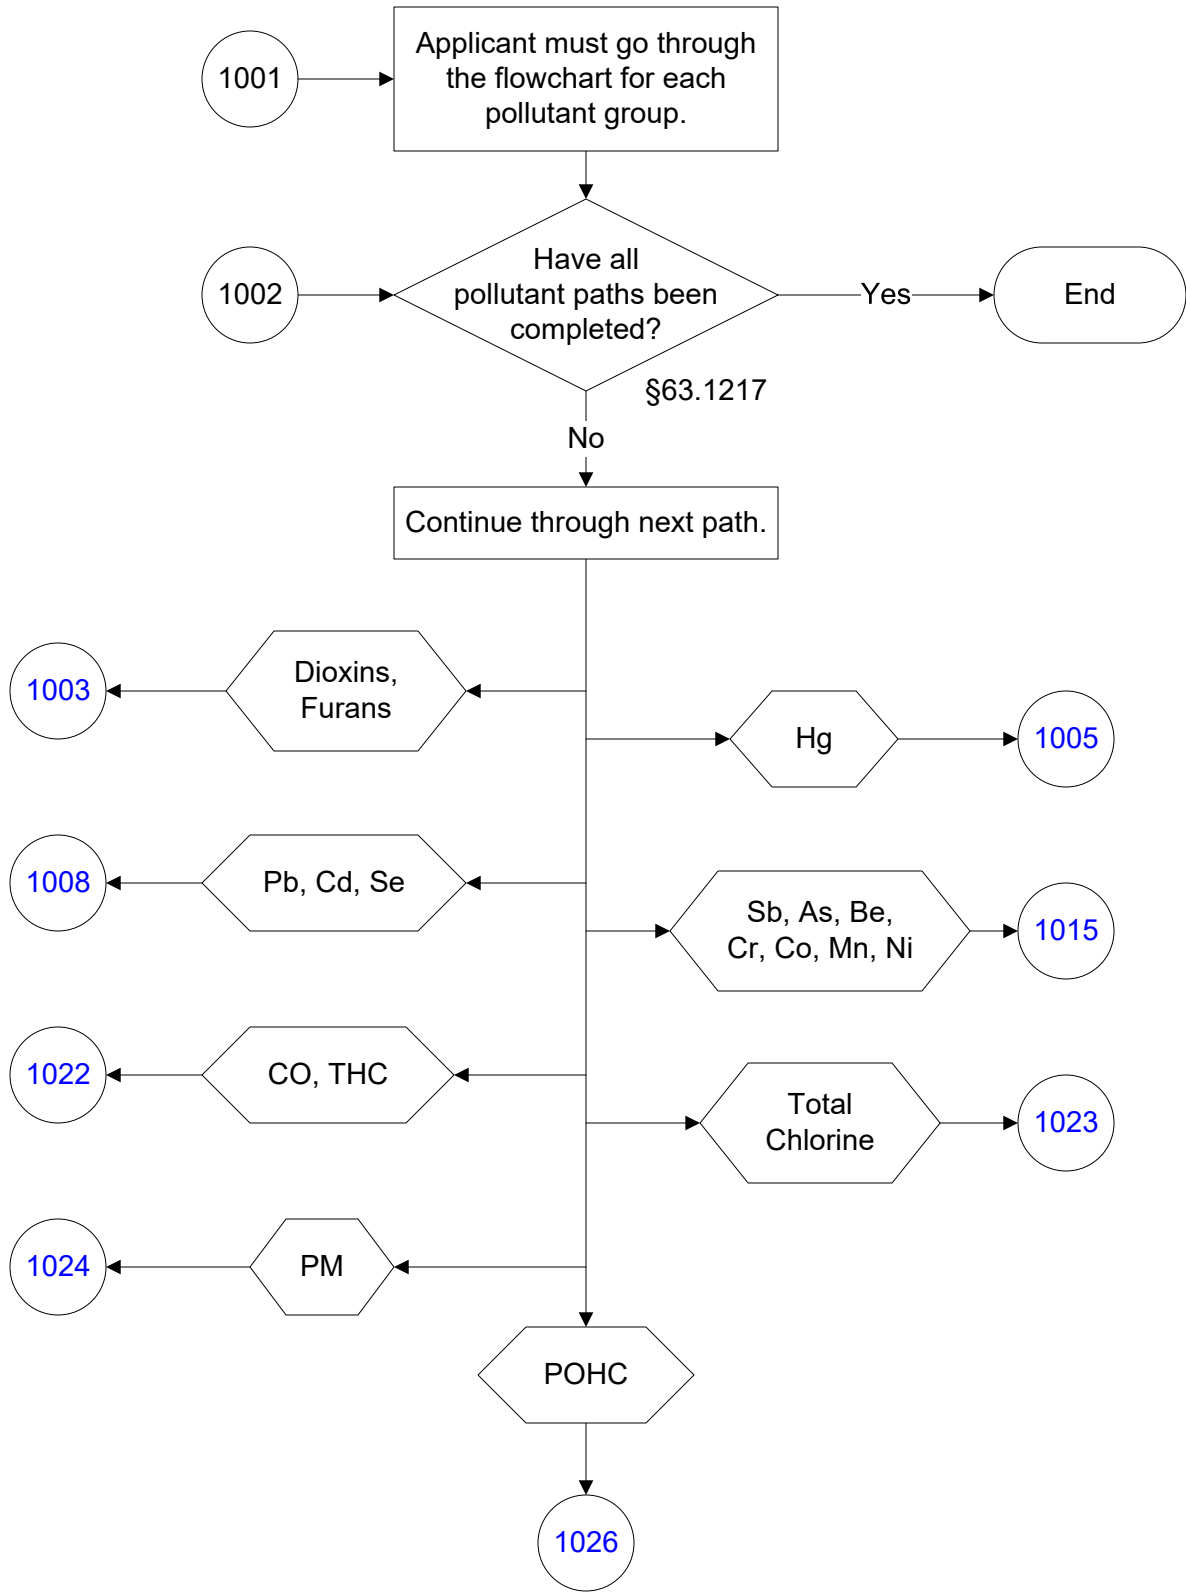 1001
Applicant must go through
the flowchart for each
pollutant group.
1002
Have all
pollutant paths been
completed?
Yes
End
§63.1217
No
Continue through next path.
1003
Dioxins,
Furans
Hg
1005
1008
Pb, Cd, Se
Sb, As, Be,
Cr, Co, Mn, Ni
1015
1022
CO, THC
Total
Chlorine
1023
1024
PM
POHC
1026